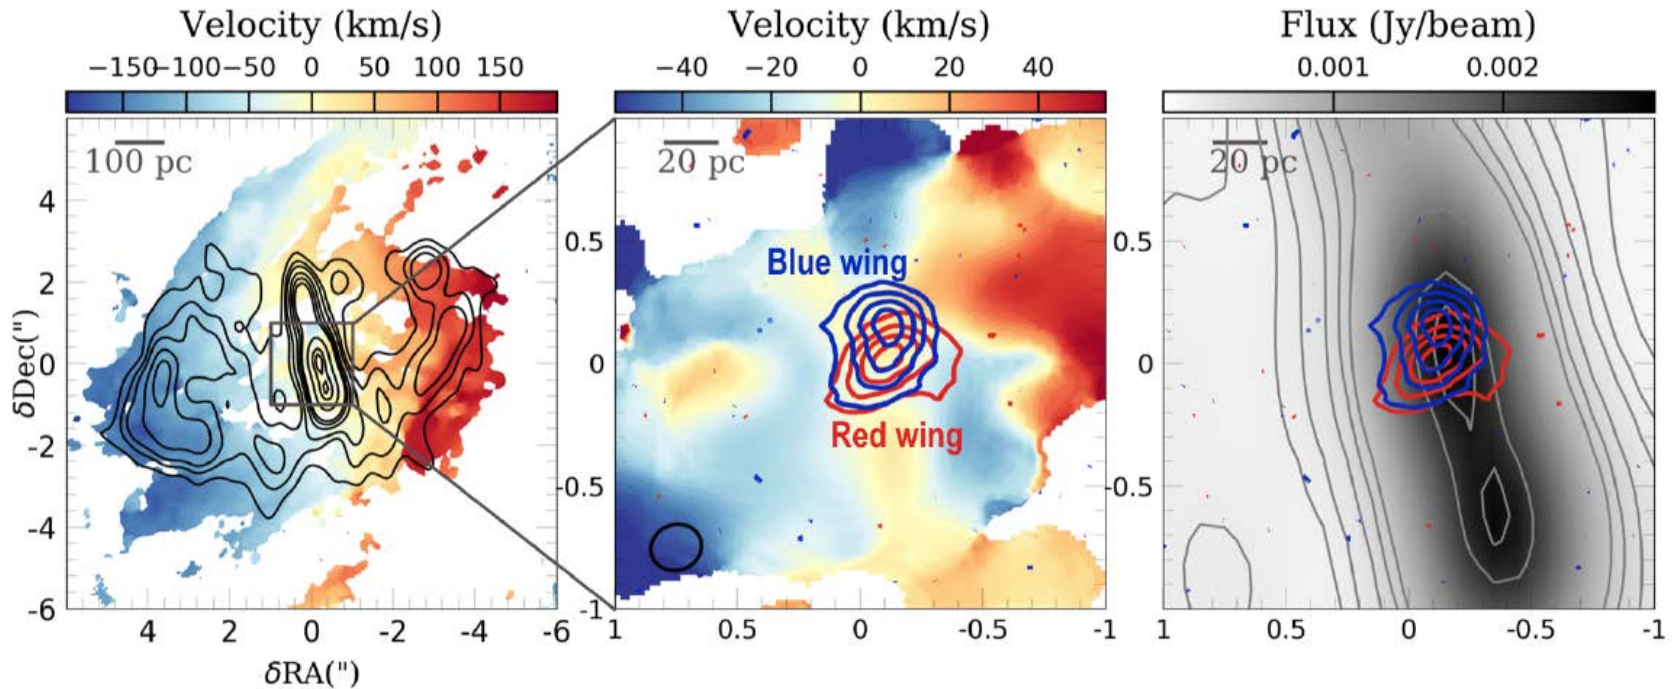 Velocity (km/s)
−150 −100 −50 0 50 100 150
100 pc
4
2
0
-2
-4
-6
δDec(")
4 2 0 -2 -4 -6
δRA(")
Velocity (km/s)
−40 −20 0 20 40
20 pc
0.5
0
-0.5
-1
Blue wing
Red wing
1 0.5 0 -0.5 -1
Flux (Jy/beam)
0.001 0.002
20 pc
0.5
0
-0.5
1 0.5 0 -0.5 -1